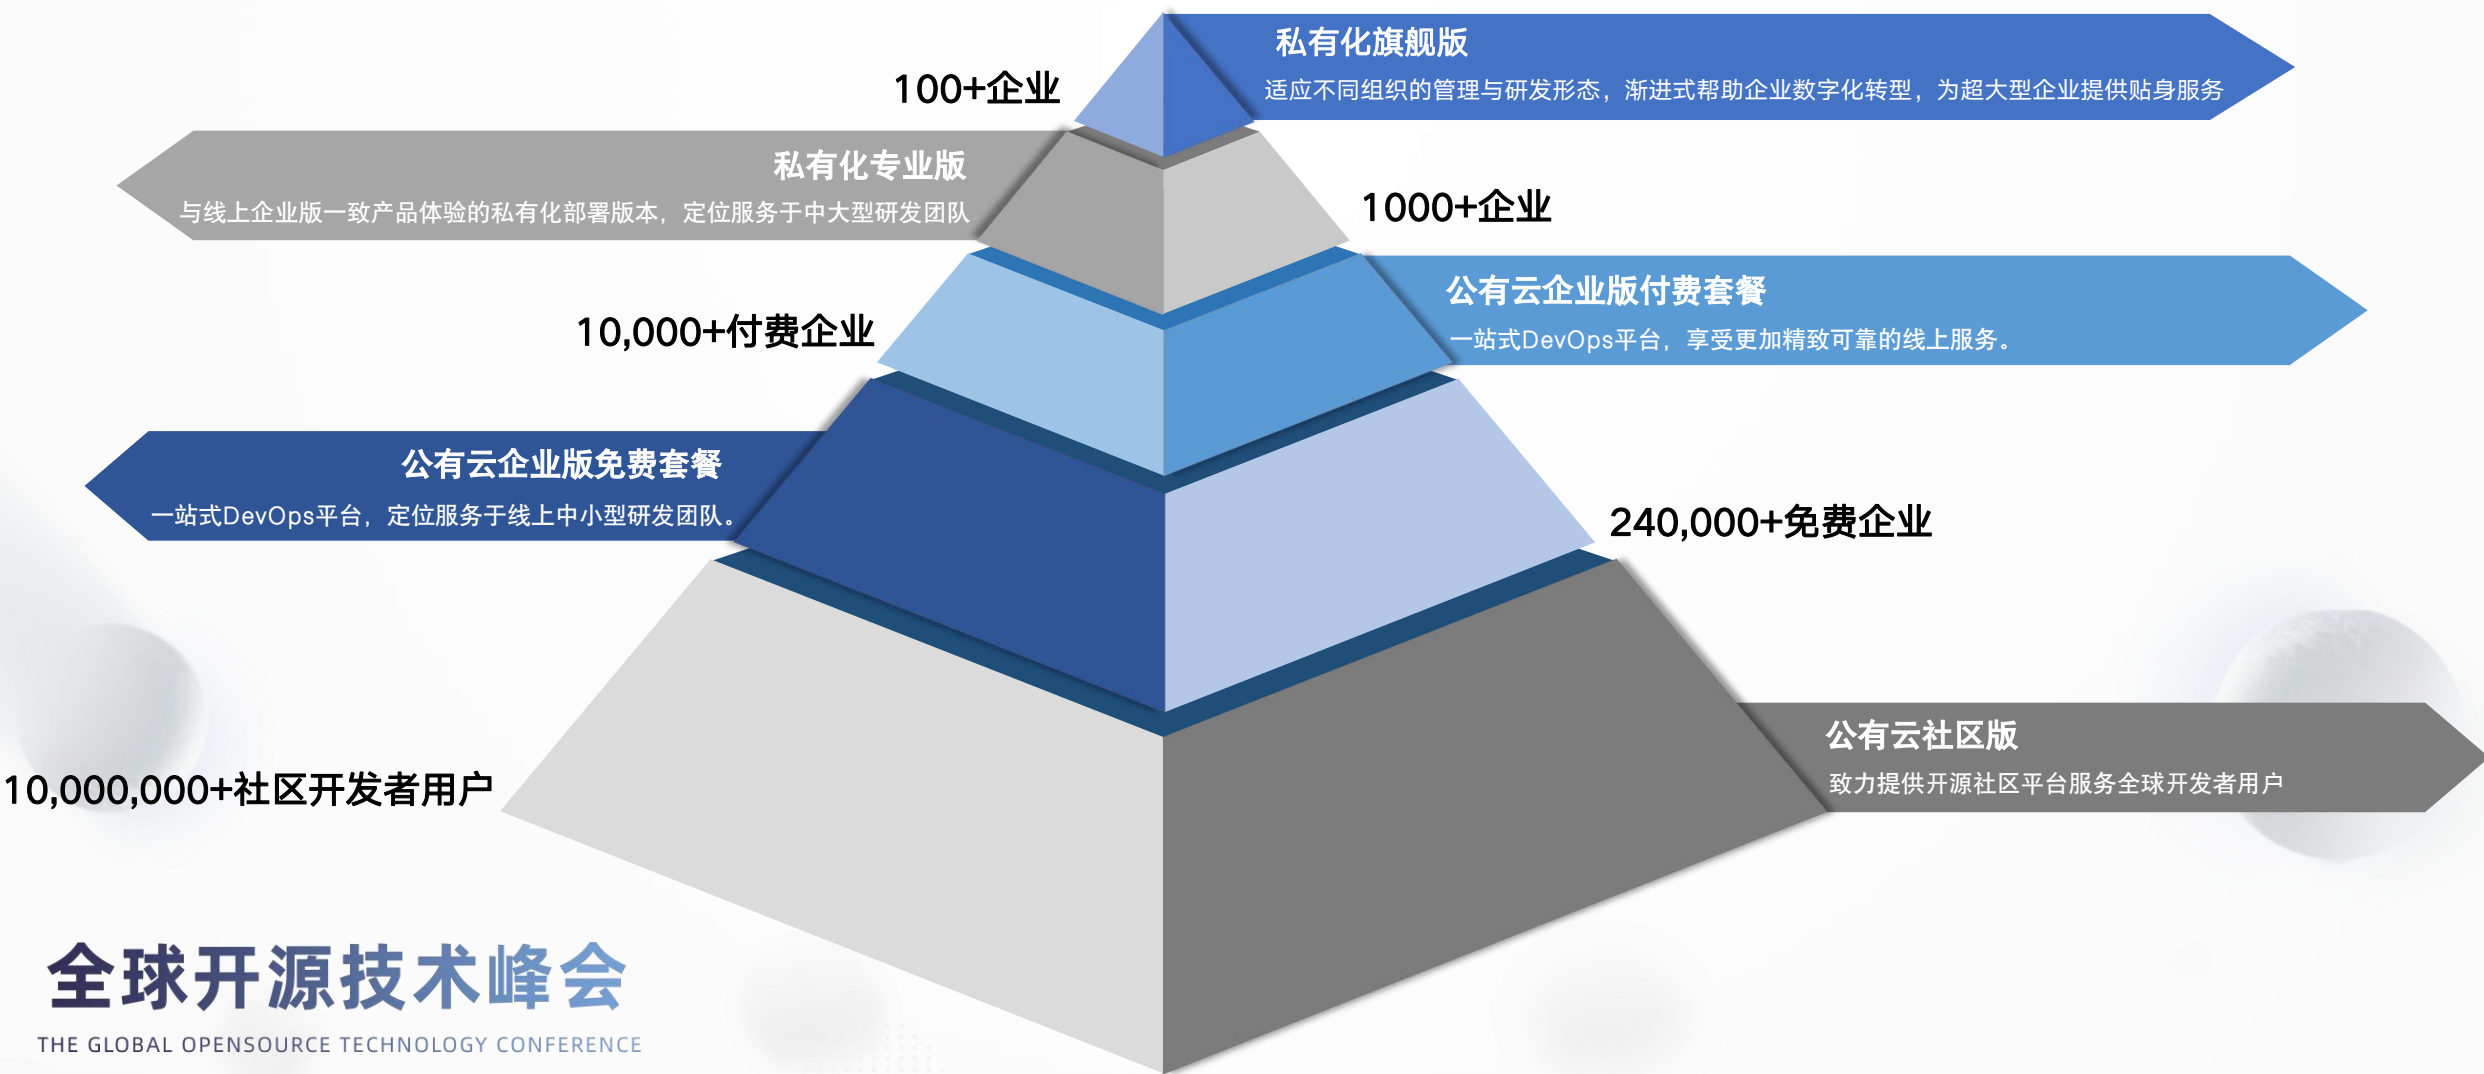 私有化旗舰版
适应不同组织的管理与研发形态，渐进式帮助企业数字化转型，为超大型企业提供贴身服务
100+企业
私有化专业版
与线上企业版一致产品体验的私有化部署版本，定位服务于中大型研发团队
1000+企业
公有云企业版付费套餐
一站式DevOps平台，享受更加精致可靠的线上服务。
10,000+付费企业
公有云企业版免费套餐
一站式DevOps平台，定位服务于线上中小型研发团队。
240,000+免费企业
公有云社区版
致力提供开源社区平台服务全球开发者用户
10,000,000+社区开发者用户
全球开源技术峰会
THE GLOBAL OPENSOURCE TECHNOLOGY CONFERENCE